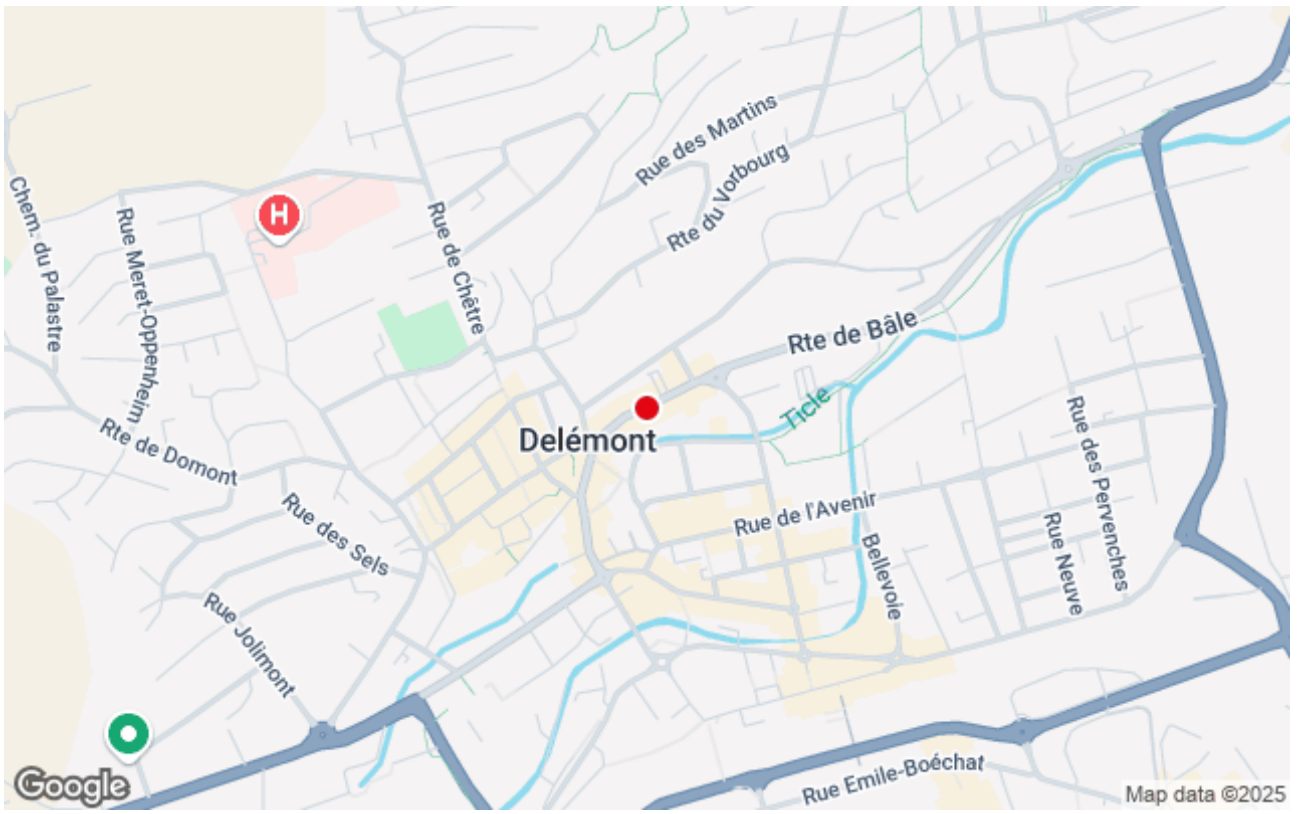 Rue des Martins
Rte du Vorbourg
Chem. du Palastre
Rue Meret-Oppenheim
H
Rue de Chêtre
Rte de Bâle
Ticle
Delémont
Rte de Domont
Rue des Sels
Rue de l'Avenir
Rue des Pervenches
Rue Neuve
Bellevoie
Rue Jolimont
Rue Emile-Boéchat
Google
Map data ©2025